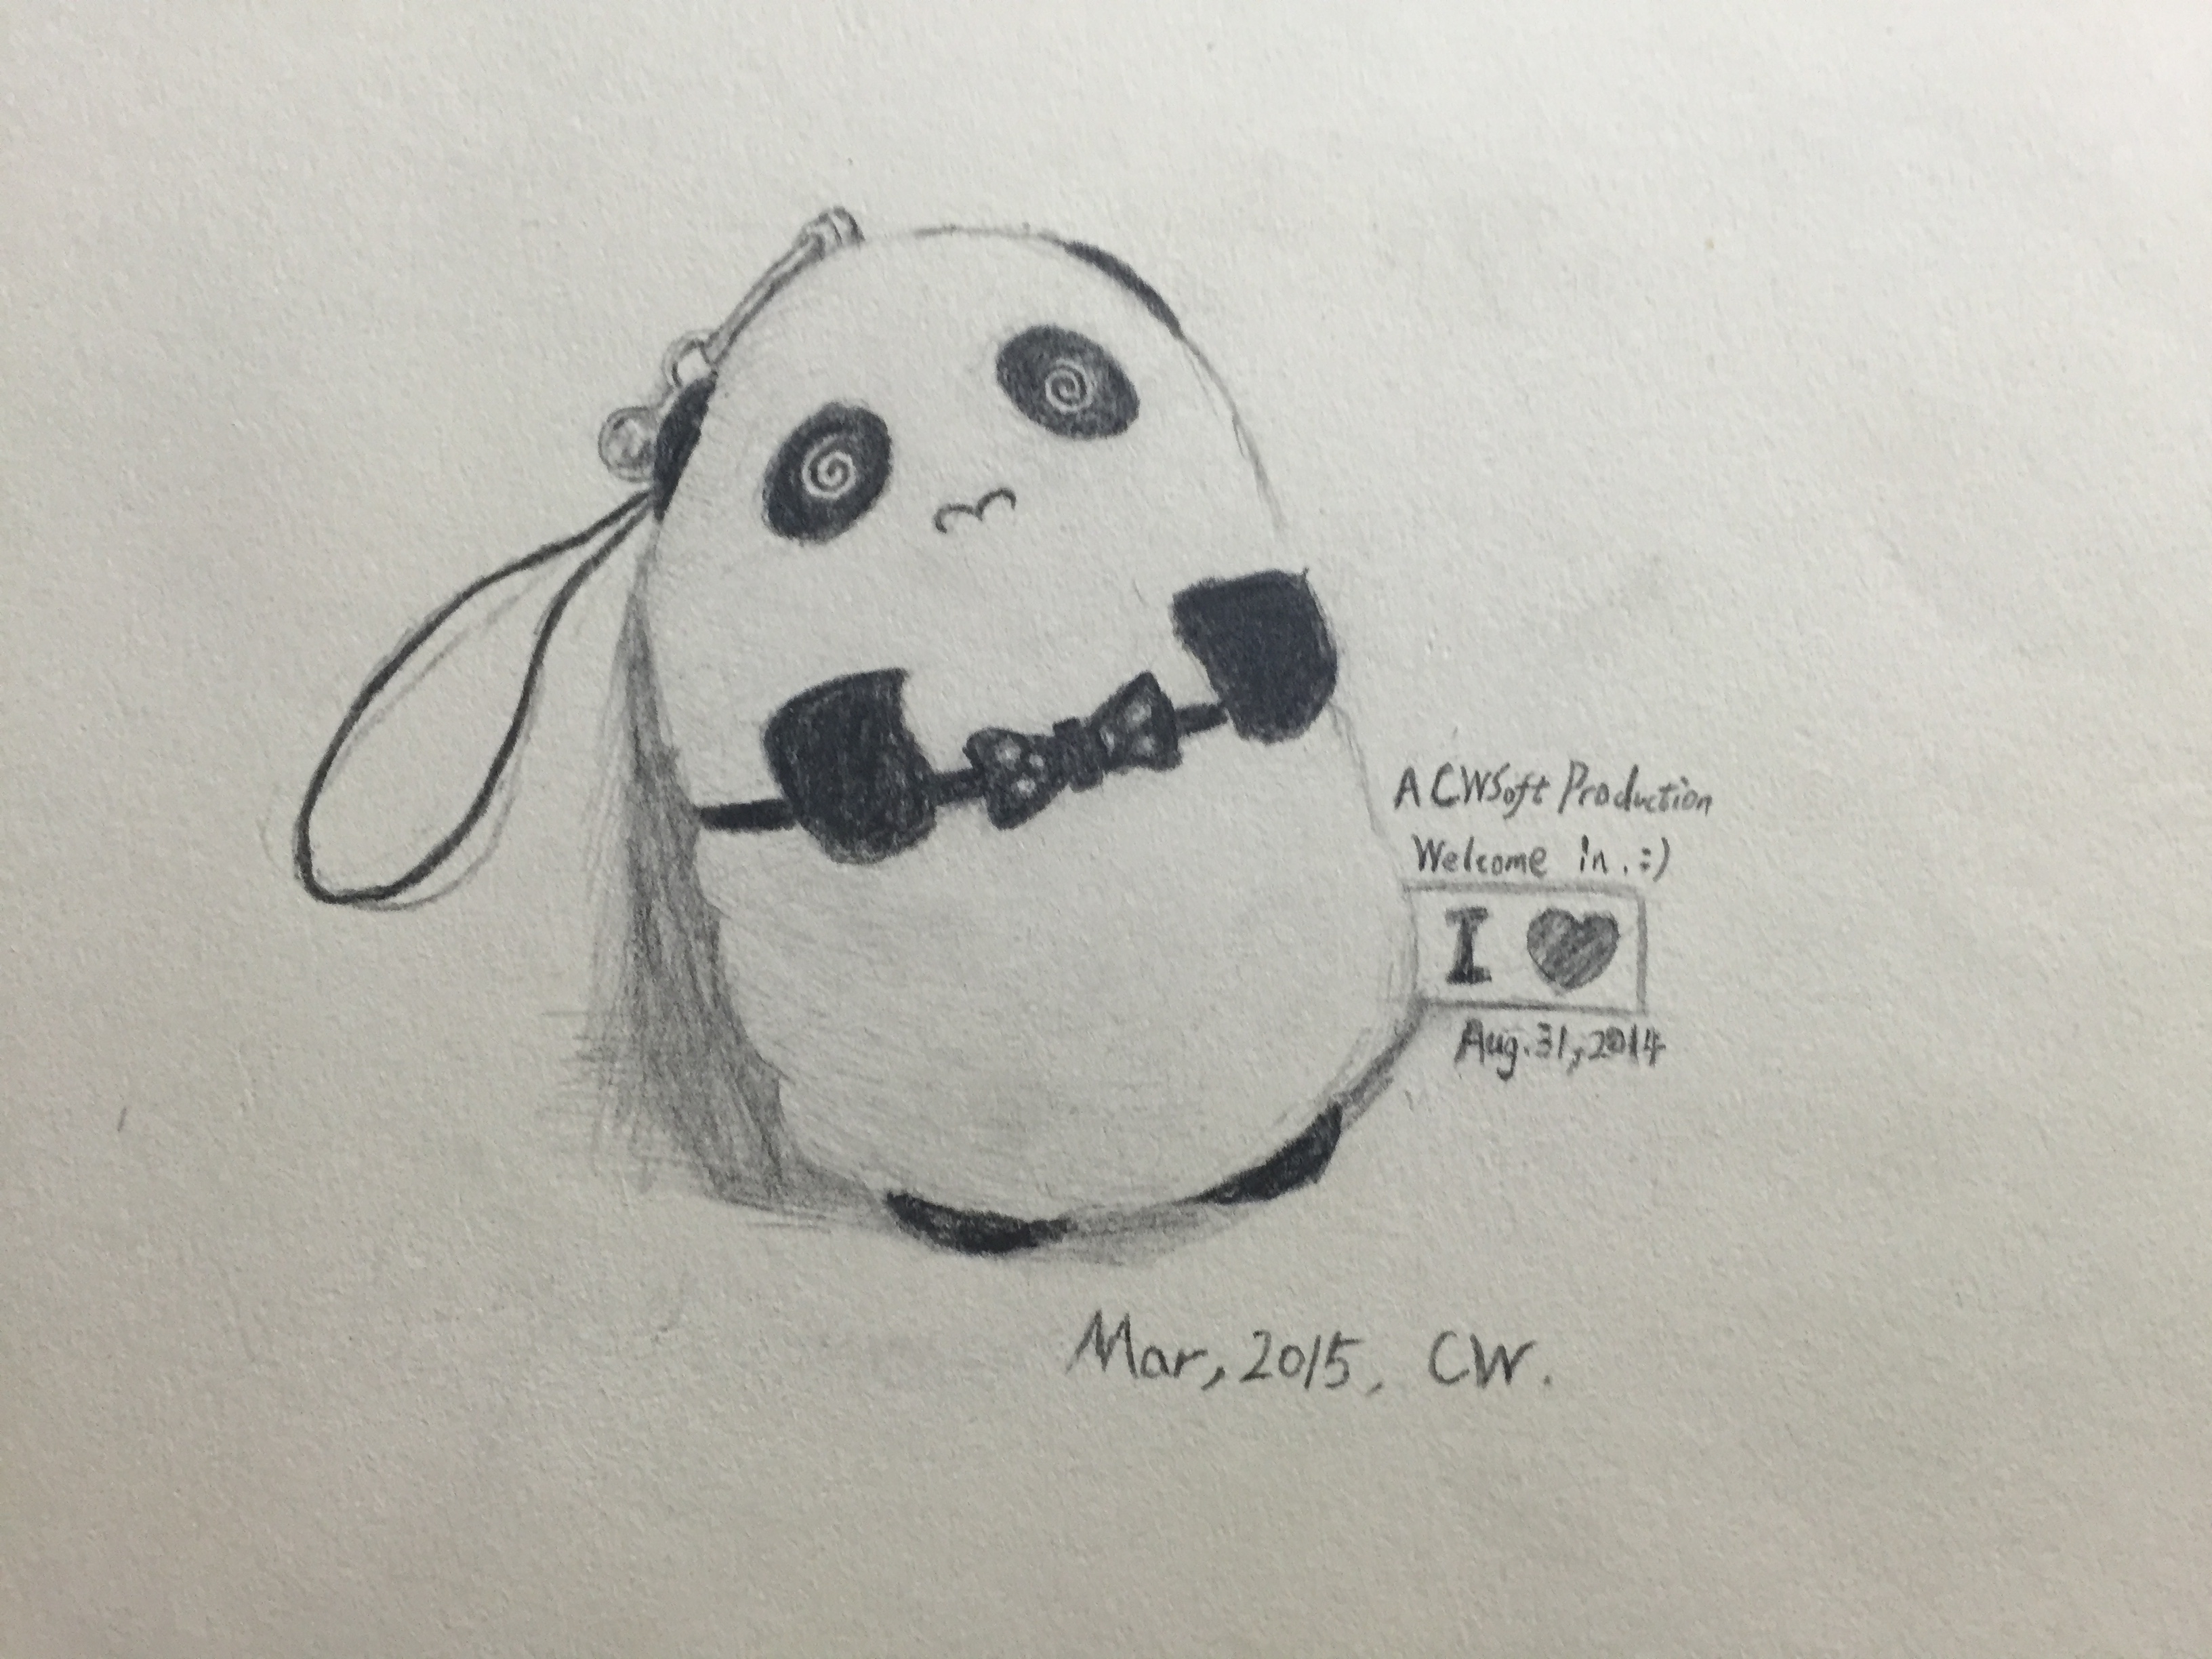 A CWSoft Production
Welcome in. :)
I ♥
Aug.31,2014
Mar,2015, CW.